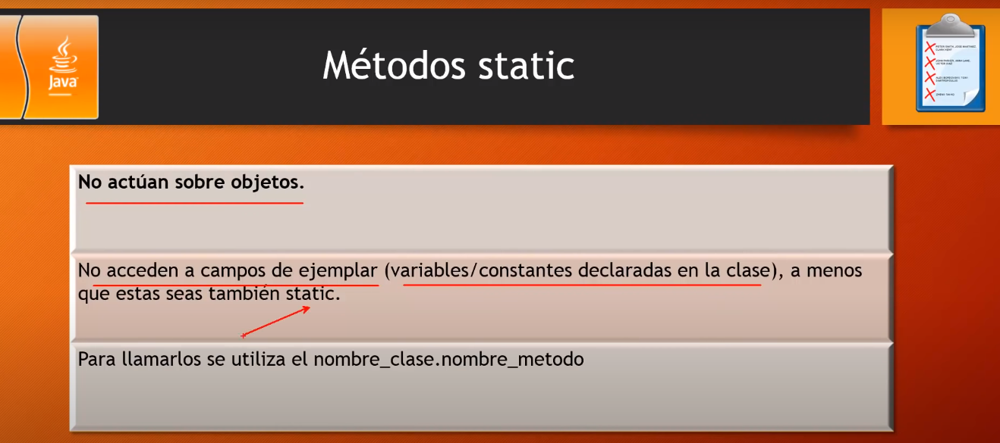 Java
Métodos static
No actúan sobre objetos.
No acceden a campos de ejemplar (variables/constantes declaradas en la clase), a menos
que estas seas también static.
Para llamarlos se utiliza el nombre_clase.nombre_metodo